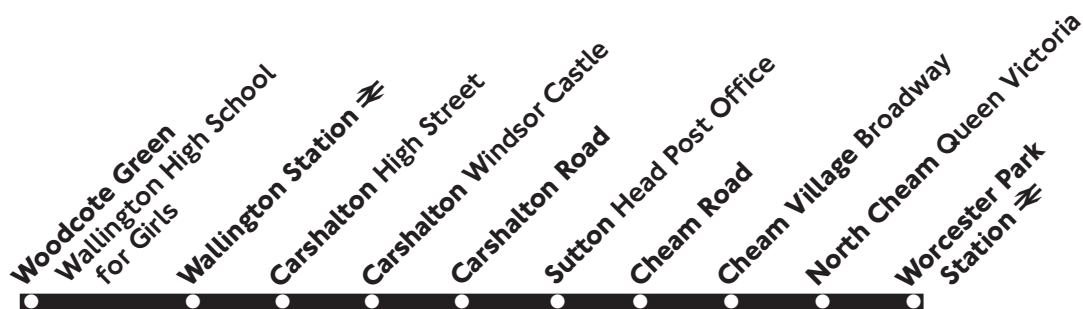 Woodcote Green
Wallington High School
for Girls
Wallington Station
Carshalton High Street
Carshalton Windsor Castle
Carshalton Road
Sutton Head Post Office
Cheam Road
Cheam Village Broadway
North Cheam Queen Victoria
Worcester Park
Station